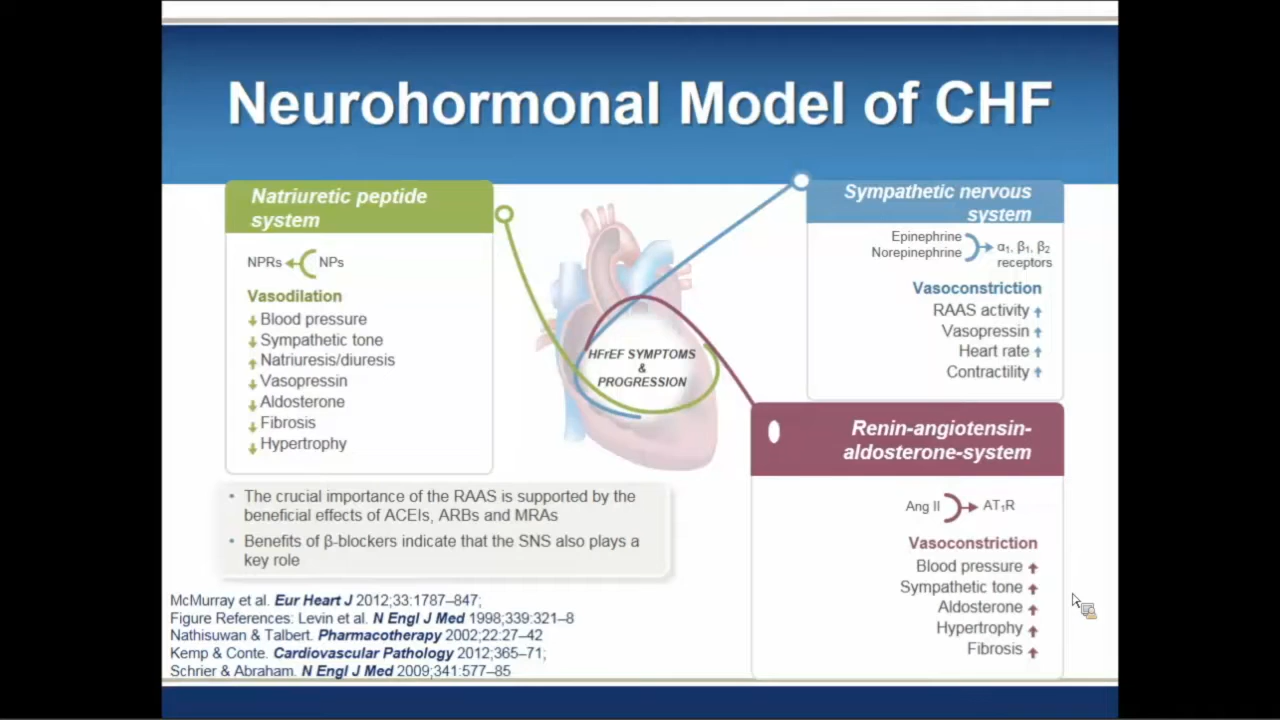 Neurohormonal Model of CHF
Natriuretic peptide
system
NPRs NPs
Vasodilation
Blood pressure
Sympathetic tone
Natriuresis/diuresis
Vasopressin
Aldosterone
Fibrosis
Hypertrophy
HFrEF SYMPTOMS
&
PROGRESSION
Sympathetic nervous
system
Epinephrine
Norepinephrine
α₁, β₁, β₂
receptors
Vasoconstriction
RAAS activity
Vasopressin
Heart rate
Contractility
Renin-angiotensin-
aldosterone-system
Ang II AT₁R
Vasoconstriction
Blood pressure
Sympathetic tone
Aldosterone
Hypertrophy
Fibrosis
• The crucial importance of the RAAS is supported by the
beneficial effects of ACEIs, ARBs and MRAs
• Benefits of β-blockers indicate that the SNS also plays a
key role
McMurray et al. Eur Heart J 2012;33:1787–847;
Figure References: Levin et al. N Engl J Med 1998;339:321–8
Nathisuwan & Talbert. Pharmacotherapy 2002;22:27–42
Kemp & Conte. Cardiovascular Pathology 2012;365–71;
Schrier & Abraham. N Engl J Med 2009;341:577–85